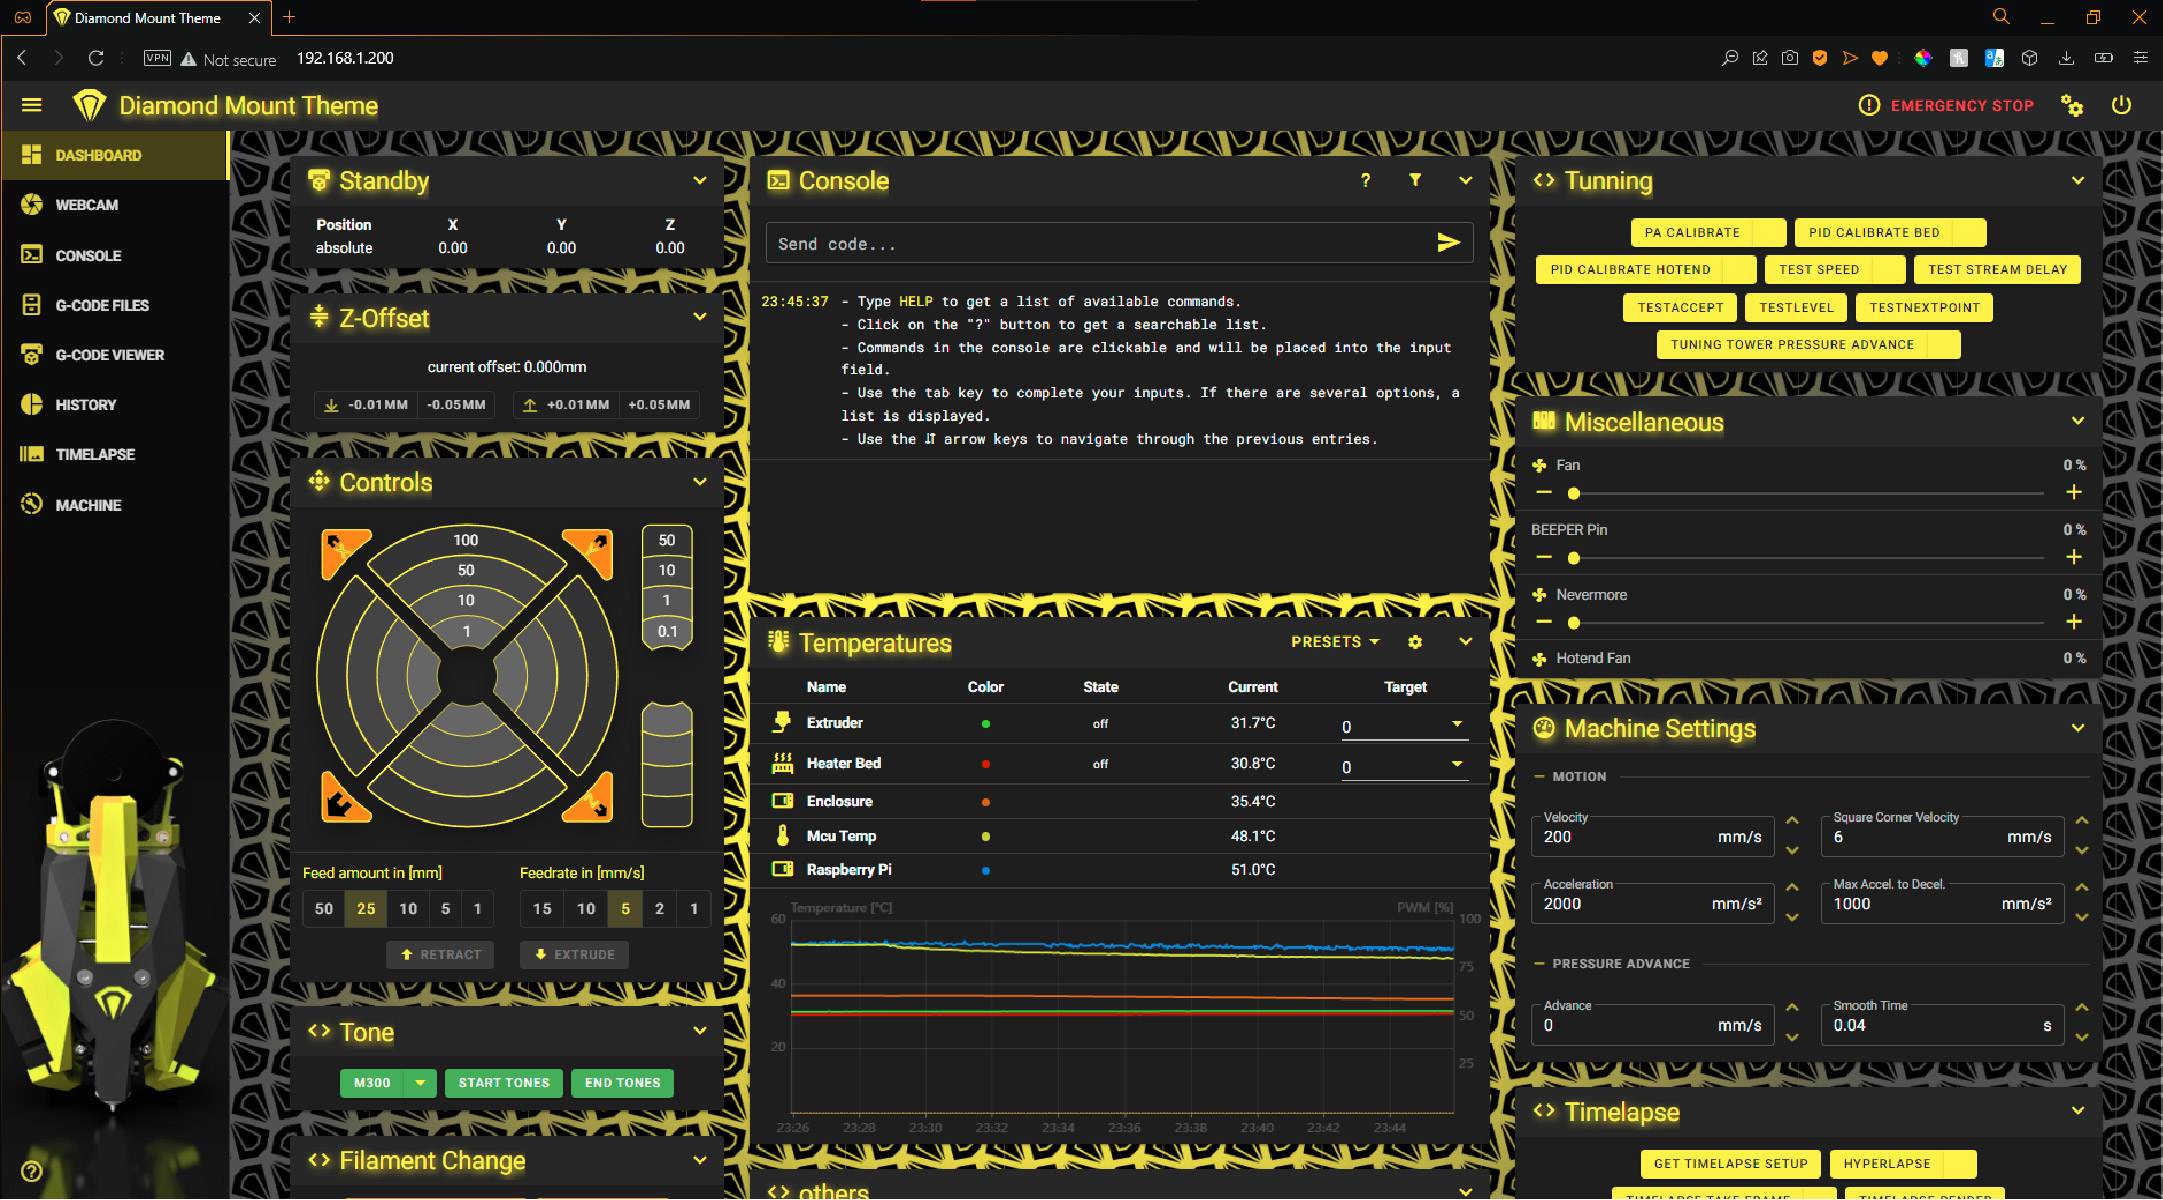 Diamond Mount Theme
VPN Not secure 192.168.1.200
Diamond Mount Theme
EMERGENCY STOP
DASHBOARD
WEBCAM
CONSOLE
G-CODE FILES
G-CODE VIEWER
HISTORY
TIMELAPSE
MACHINE
Standby
Position X Y Z
absolute 0.00 0.00 0.00
Z-Offset
current offset: 0.000mm
-0.01MM -0.05MM +0.01MM +0.05MM
Controls
100
50
10
1
50
10
1
0.1
Feed amount in [mm] Feedrate in [mm/s]
50 25 10 5 1 15 10 5 2 1
RETRACT EXTRUDE
Tone
M300 START TONES END TONES
Filament Change
Console ?
Send code...
23:45:37 - Type HELP to get a list of available commands.
- Click on the "?" button to get a searchable list.
- Commands in the console are clickable and will be placed into the input
field.
- Use the tab key to complete your inputs. If there are several options, a
list is displayed.
- Use the ⇵ arrow keys to navigate through the previous entries.
Temperatures PRESETS
Name Color State Current Target
Extruder off 31.7°C 0
Heater Bed off 30.8°C 0
Enclosure 35.4°C
Mcu Temp 48.1°C
Raspberry Pi 51.0°C
Temperature [°C] PWM [%]
60 100
75
40
50
20
25
23:26 23:28 23:30 23:32 23:34 23:36 23:38 23:40 23:42 23:44
others
Tunning
PA CALIBRATE PID CALIBRATE BED
PID CALIBRATE HOTEND TEST SPEED TEST STREAM DELAY
TESTACCEPT TESTLEVEL TESTNEXTPOINT
TUNING TOWER PRESSURE ADVANCE
Miscellaneous
Fan 0 %
BEEPER Pin 0 %
Nevermore 0 %
Hotend Fan 0 %
Machine Settings
MOTION
Velocity Square Corner Velocity
200 mm/s 6 mm/s
Acceleration Max Accel. to Decel.
2000 mm/s² 1000 mm/s²
PRESSURE ADVANCE
Advance Smooth Time
0 mm/s 0.04 s
Timelapse
GET TIMELAPSE SETUP HYPERLAPSE
TIMELAPSE TAKE FRAME TIMELAPSE RENDER